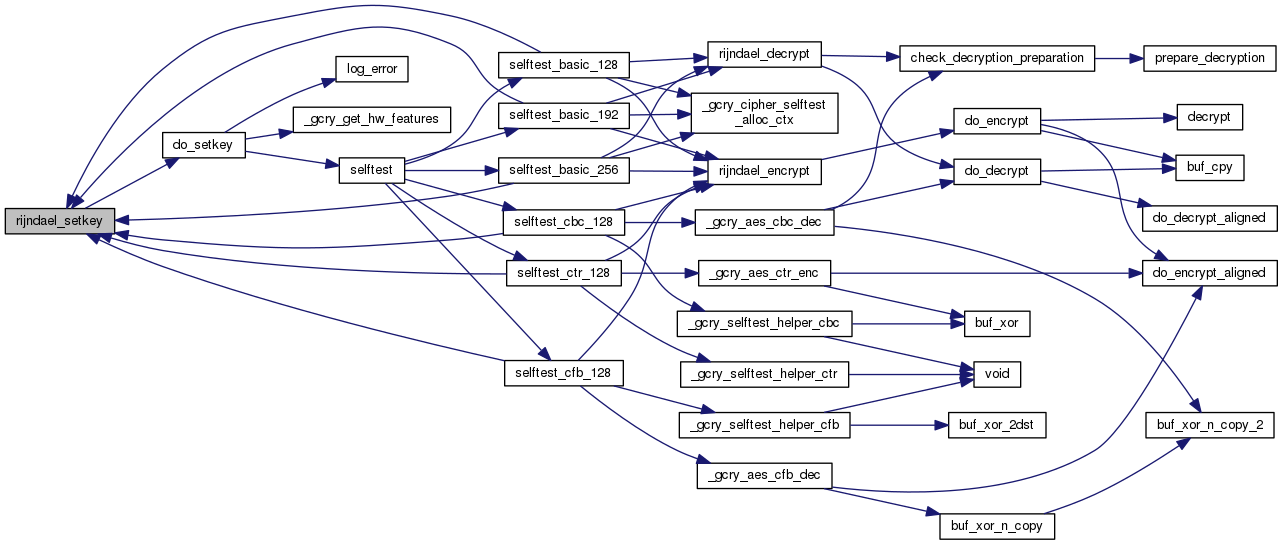 rijndael_setkey
do_setkey
log_error
_gcry_get_hw_features
selftest
selftest_basic_128
selftest_basic_192
selftest_basic_256
selftest_cbc_128
selftest_ctr_128
selftest_cfb_128
rijndael_decrypt
_gcry_cipher_selftest
_alloc_ctx
rijndael_encrypt
_gcry_aes_cbc_dec
_gcry_aes_ctr_enc
_gcry_selftest_helper_cbc
_gcry_selftest_helper_ctr
_gcry_selftest_helper_cfb
_gcry_aes_cfb_dec
check_decryption_preparation
do_encrypt
do_decrypt
buf_xor
void
buf_xor_2dst
buf_xor_n_copy
prepare_decryption
decrypt
buf_cpy
do_decrypt_aligned
do_encrypt_aligned
buf_xor_n_copy_2